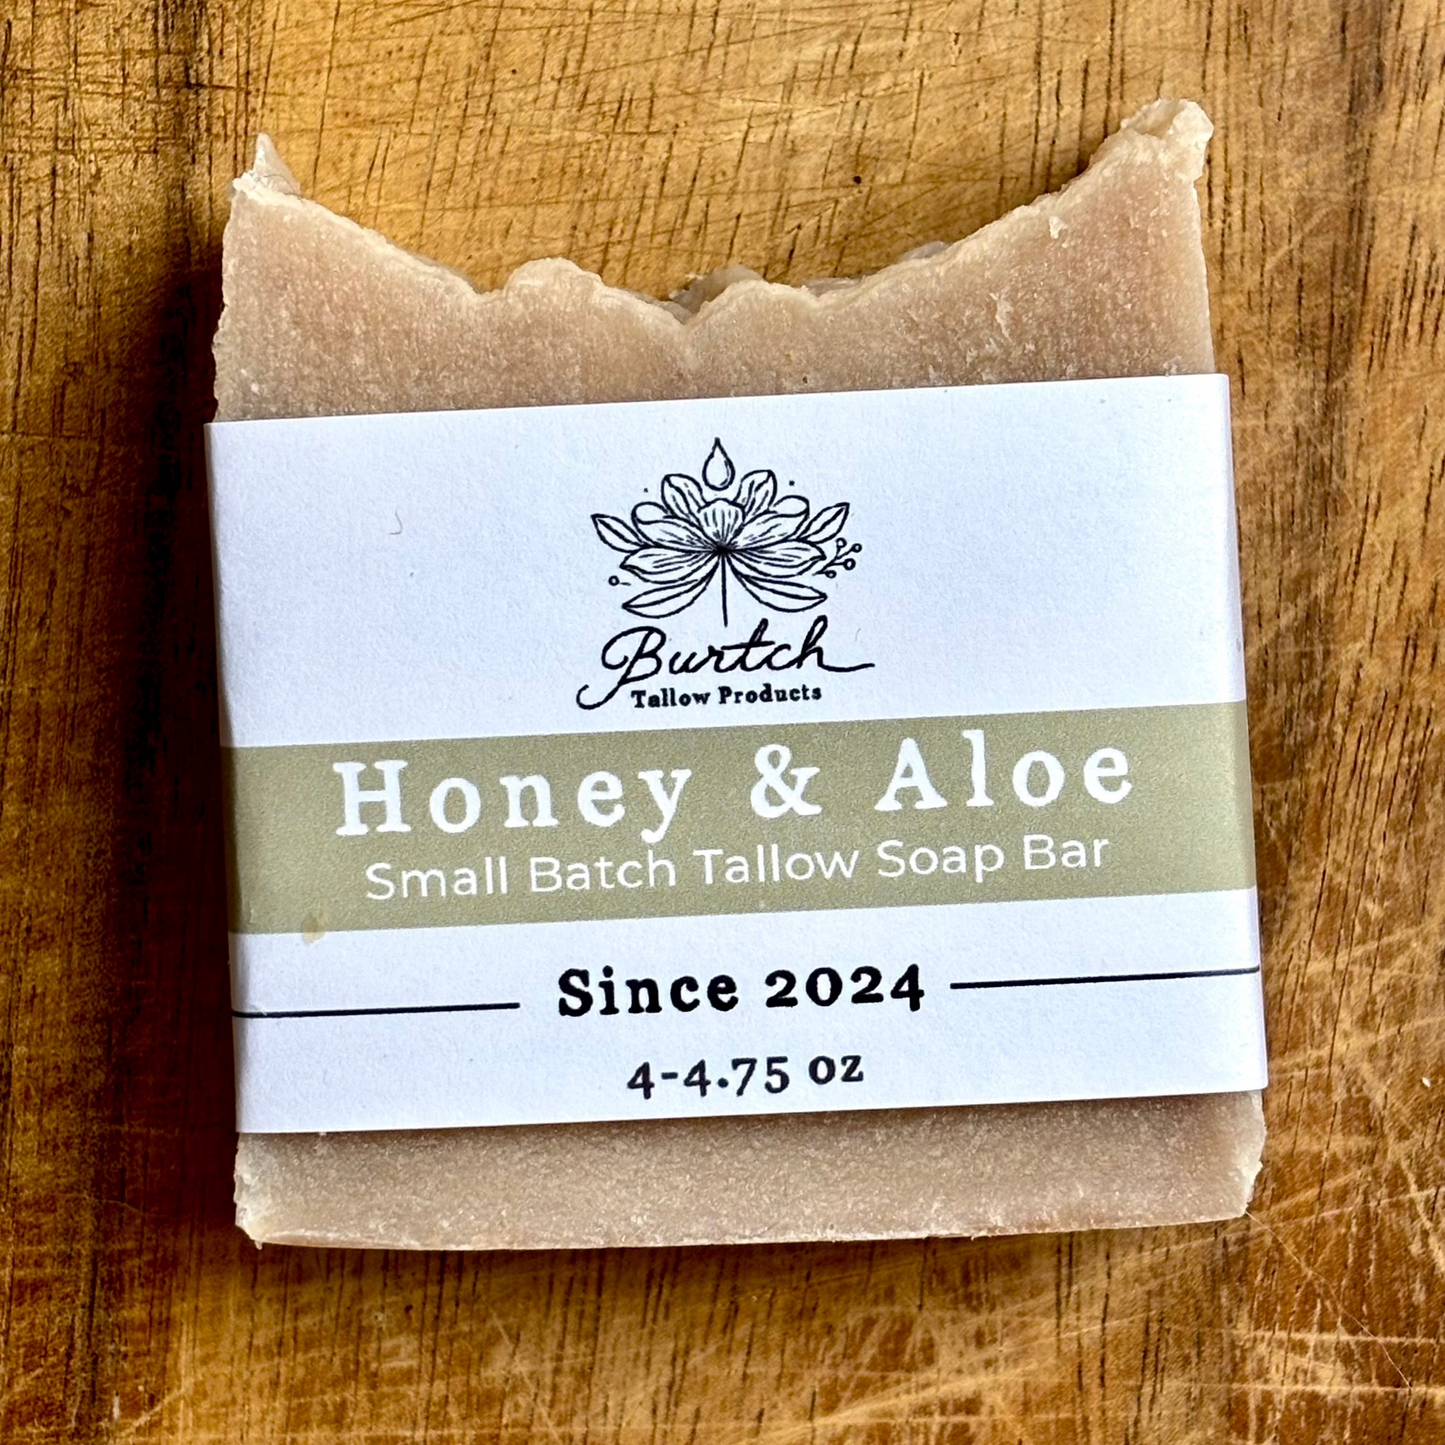 Burtch
Tallow Products
Honey & Aloe
Small Batch Tallow Soap Bar
Since 2024
4-4.75 oz